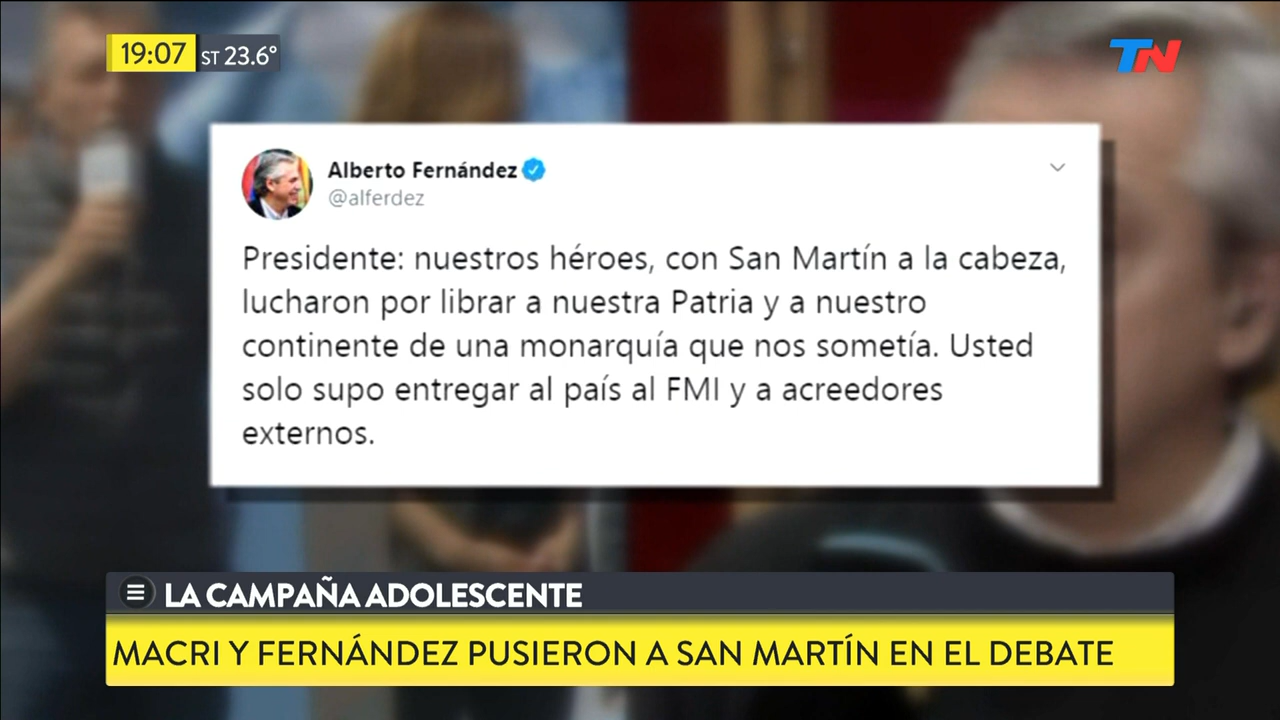 19:07 ST 23.6°
TN
Alberto Fernández
@alferdez
Presidente: nuestros héroes, con San Martín a la cabeza,
lucharon por librar a nuestra Patria y a nuestro
continente de una monarquía que nos sometía. Usted
solo supo entregar al país al FMI y a acreedores
externos.
LA CAMPAÑA ADOLESCENTE
MACRI Y FERNÁNDEZ PUSIERON A SAN MARTÍN EN EL DEBATE